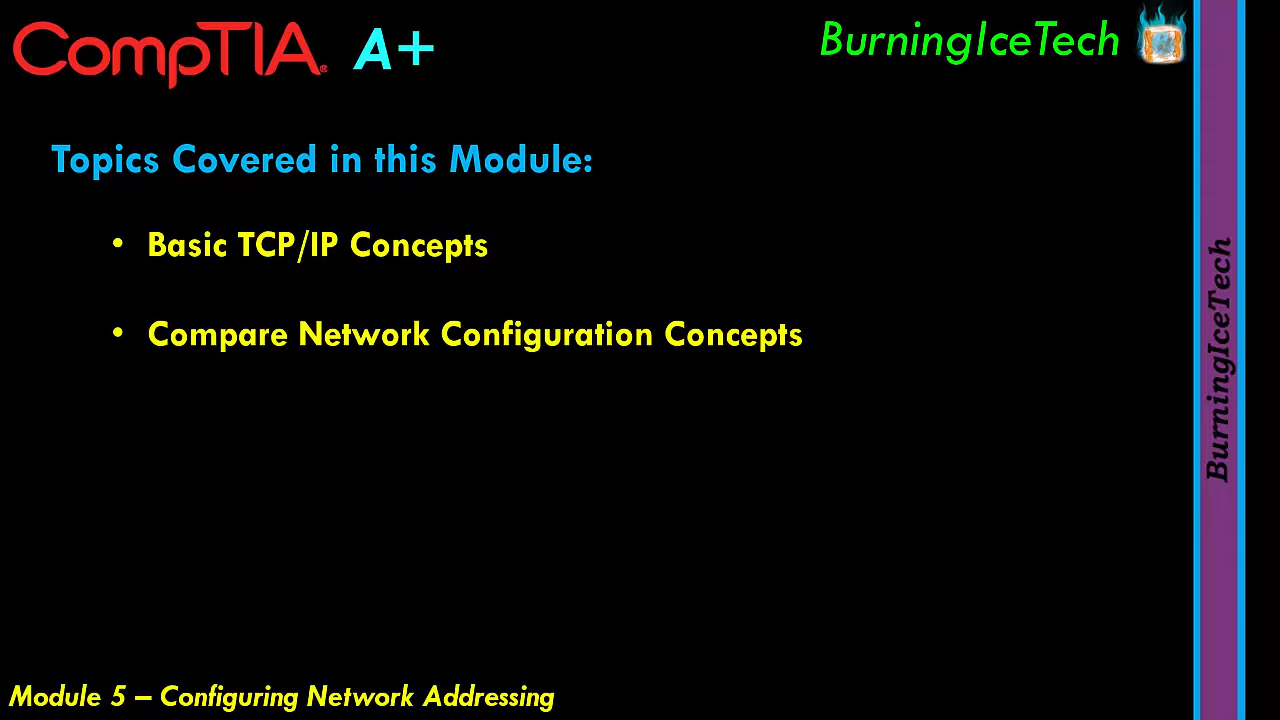 CompTIA® A+
BurningIceTech
Topics Covered in this Module:
• Basic TCP/IP Concepts
• Compare Network Configuration Concepts
BurningIceTech
Module 5 – Configuring Network Addressing